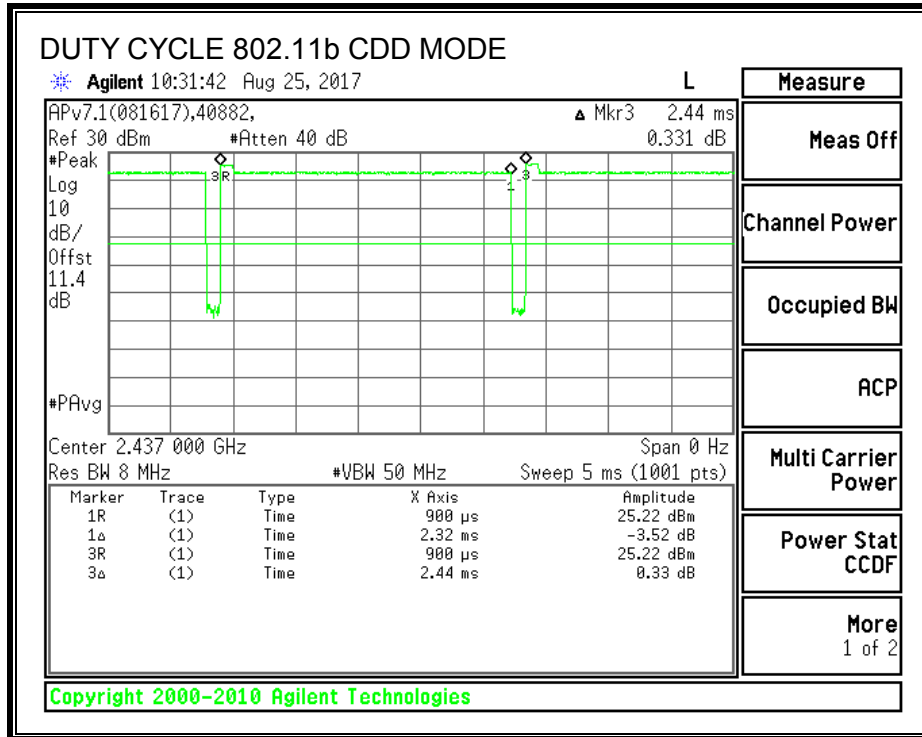 DUTY CYCLE 802.11b CDD MODE
Agilent 10:31:42 Aug 25, 2017 L
Measure
APv7.1(081617),40882, ▲ Mkr3 2.44 ms
Ref 30 dBm #Atten 40 dB 0.331 dB
Meas Off
#Peak
Log
10
dB/
Offst
11.4
dB
3R
1
3
#PAvg
Channel Power
Occupied BW
ACP
Center 2.437 000 GHz Span 0 Hz
Res BW 8 MHz #VBW 50 MHz Sweep 5 ms (1001 pts)
Multi Carrier
Power
Marker Trace Type X Axis Amplitude
1R (1) Time 900 µs 25.22 dBm
1▵ (1) Time 2.32 ms -3.52 dB
3R (1) Time 900 µs 25.22 dBm
3▵ (1) Time 2.44 ms 0.33 dB
Power Stat
CCDF
More
1 of 2
Copyright 2000-2010 Agilent Technologies